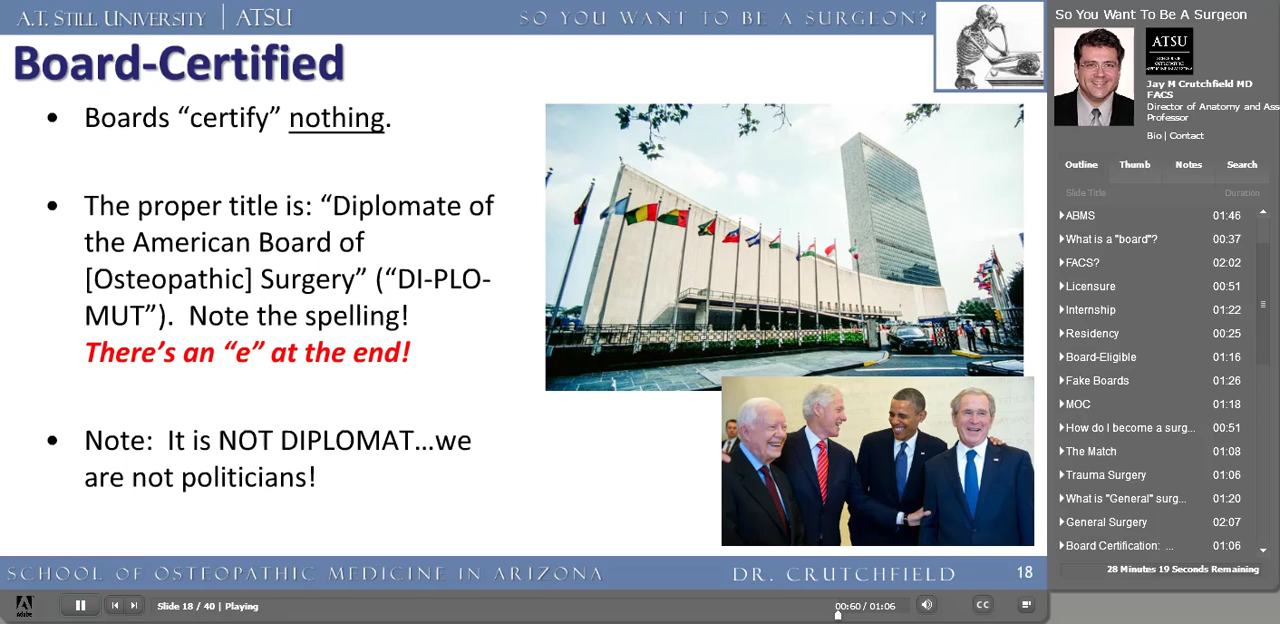 A.T. STILL UNIVERSITY | ATSU
SO YOU WANT TO BE A SURGEON?
Board-Certified
• Boards “certify” nothing.
• The proper title is: “Diplomate of
the American Board of
[Osteopathic] Surgery” (“DI-PLO-
MUT”). Note the spelling!
There’s an “e” at the end!
• Note: It is NOT DIPLOMAT…we
are not politicians!
SCHOOL OF OSTEOPATHIC MEDICINE IN ARIZONA
DR. CRUTCHFIELD
18
So You Want To Be A Surgeon
ATSU
Jay M Crutchfield MD
FACS
Director of Anatomy and Ass
Professor
Bio | Contact
Outline Thumb Notes Search
Slide Title Duration
ABMS 01:46
What is a "board"? 00:37
FACS? 02:02
Licensure 00:51
Internship 01:22
Residency 00:25
Board-Eligible 01:16
Fake Boards 01:26
MOC 01:18
How do I become a surg... 00:51
The Match 01:08
Trauma Surgery 01:06
What is "General" surg... 01:20
General Surgery 02:07
Board Certification: ... 01:06
28 Minutes 19 Seconds Remaining
Adobe
Slide 18 / 40 | Playing
00:60 / 01:06
CC